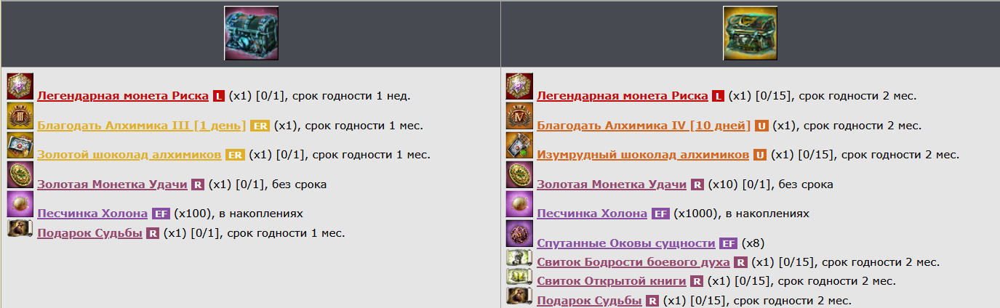 Легендарная монета Риска L (x1) [0/1], срок годности 1 нед.
III
Благодать Алхимика III [1 день] ER (x1), срок годности 1 мес.
Золотой шоколад алхимиков ER (x1) [0/1], срок годности 1 мес.
Золотая Монетка Удачи R (x1) [0/1], без срока
Песчинка Холона EF (x100), в накоплениях
Подарок Судьбы R (x1) [0/1], срок годности 1 мес.
Легендарная монета Риска L (x1) [0/15], срок годности 2 мес.
IV
Благодать Алхимика IV [10 дней] U (x1), срок годности 2 мес.
Изумрудный шоколад алхимиков U (x1) [0/15], срок годности 2 мес.
Золотая Монетка Удачи R (x10) [0/1], без срока
Песчинка Холона EF (x1000), в накоплениях
Спутанные Оковы сущности EF (x8)
Свиток Бодрости боевого духа R (x1) [0/15], срок годности 2 мес.
Свиток Открытой книги R (x1) [0/15], срок годности 2 мес.
Подарок Судьбы R (x1) [0/15], срок годности 2 мес.